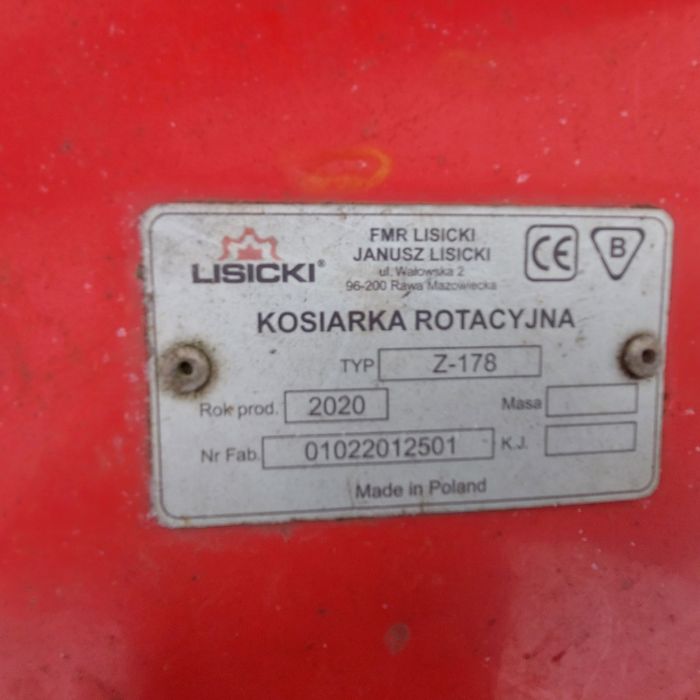 LISICKI®
FMR LISICKI
JANUSZ LISICKI
ul. Wałowska 2
96-200 Rawa Mazowiecka
CE
B
KOSIARKA ROTACYJNA
TYP Z-178
Rok prod. 2020 Masa
Nr Fab. 01022012501 K.J.
Made in Poland